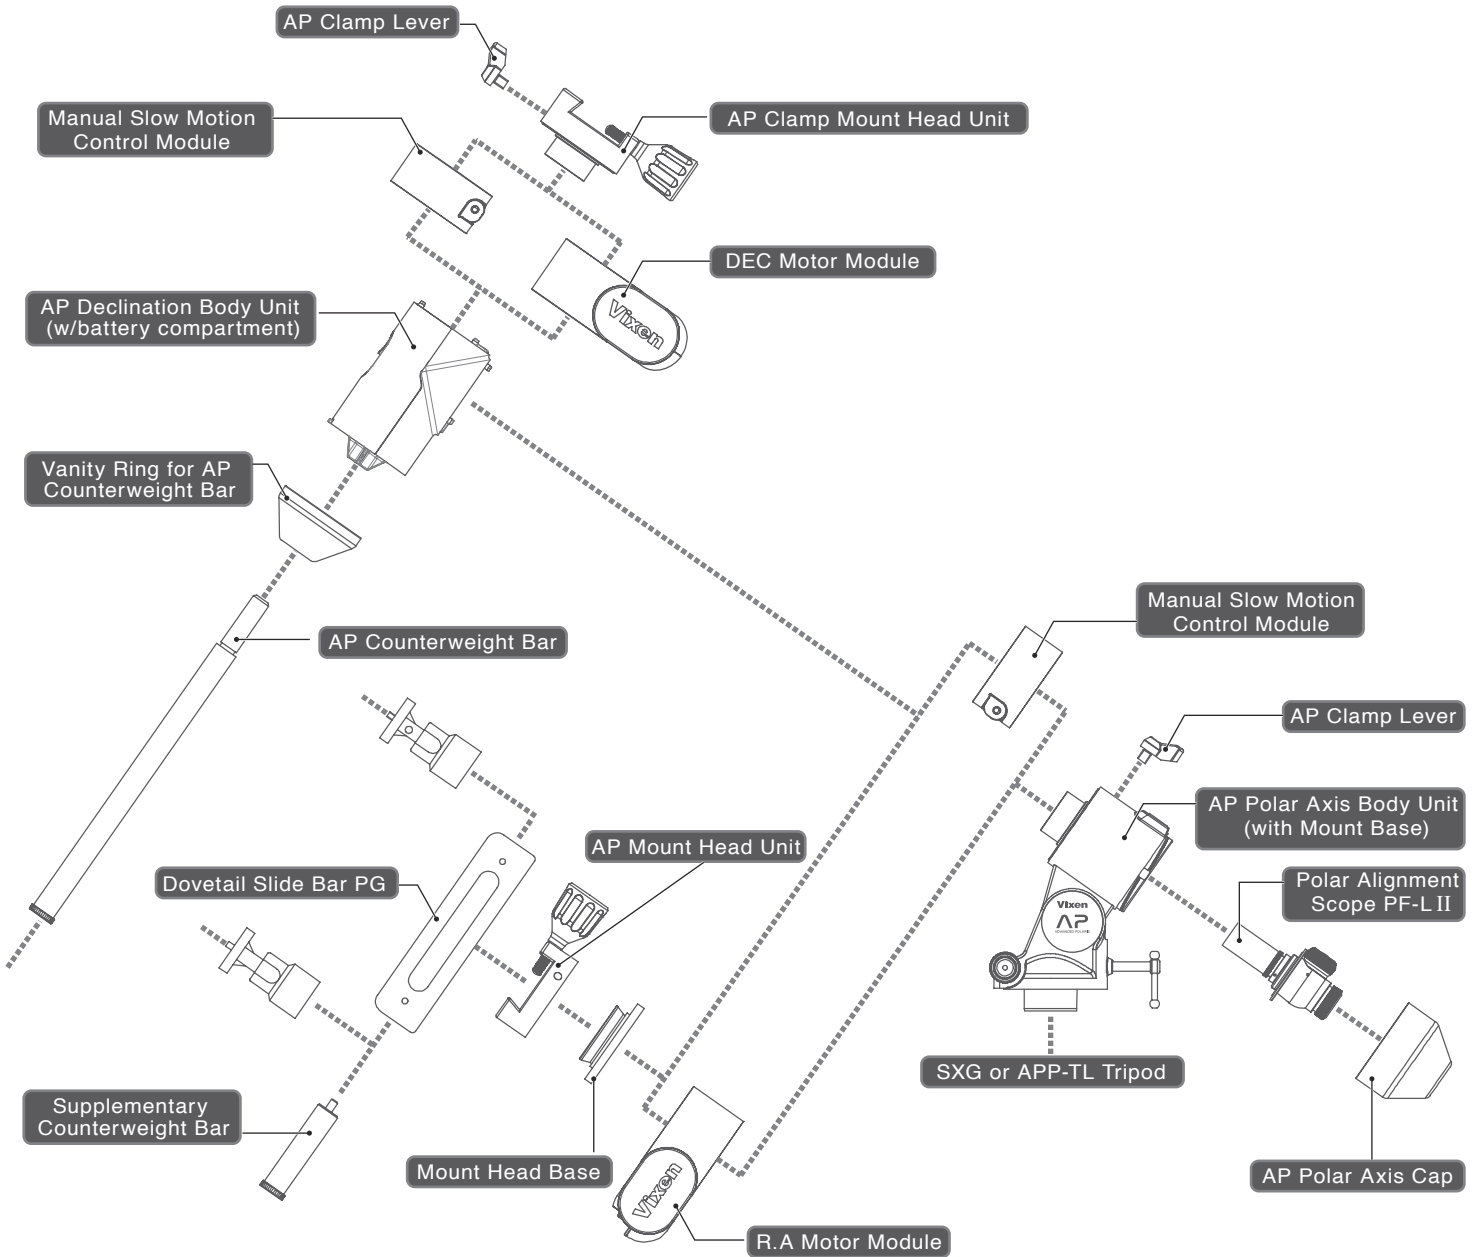 AP Clamp Lever
Manual Slow Motion
Control Module
AP Clamp Mount Head Unit
DEC Motor Module
AP Declination Body Unit
(w/battery compartment)
Vixen
Vanity Ring for AP
Counterweight Bar
AP Counterweight Bar
Manual Slow Motion
Control Module
AP Clamp Lever
AP Polar Axis Body Unit
(with Mount Base)
AP Mount Head Unit
Dovetail Slide Bar PG
Polar Alignment
Scope PF-L II
Vixen
AP
ADVANCED POLARIS
SXG or APP-TL Tripod
Supplementary
Counterweight Bar
Mount Head Base
Vixen
AP Polar Axis Cap
R.A Motor Module